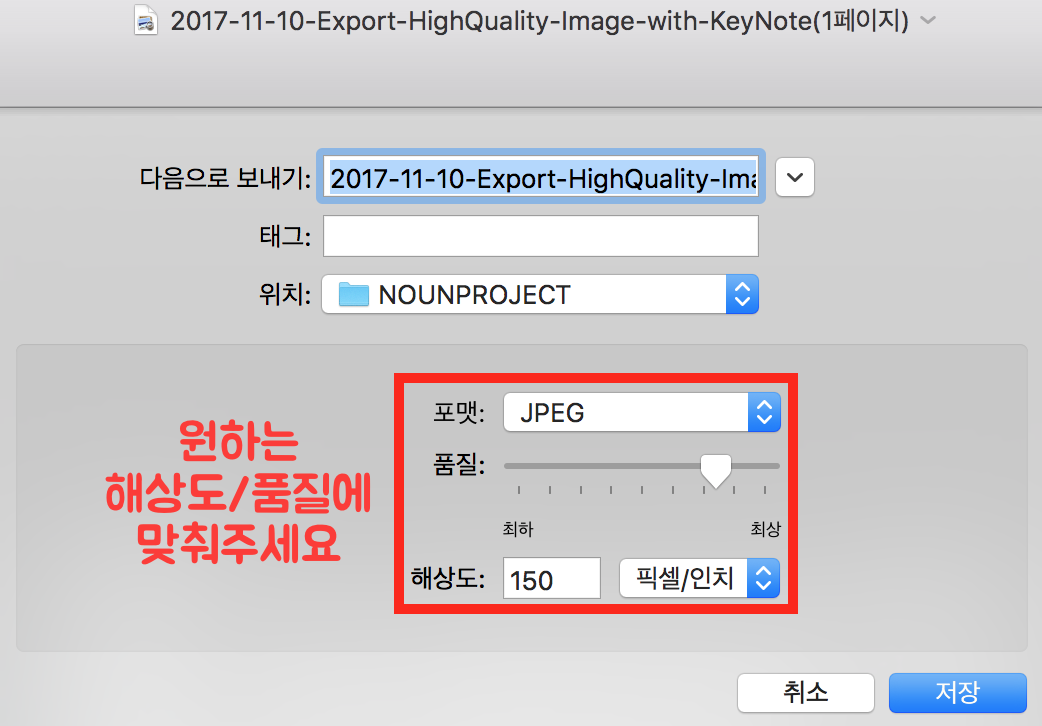 2017-11-10-Export-HighQuality-Image-with-KeyNote(1페이지)
다음으로 보내기: 2017-11-10-Export-HighQuality-Ima
태그:
위치: NOUNPROJECT
원하는
해상도/품질에
맞춰주세요
포맷: JPEG
품질:
최하 최상
해상도: 150 픽셀/인치
취소 저장